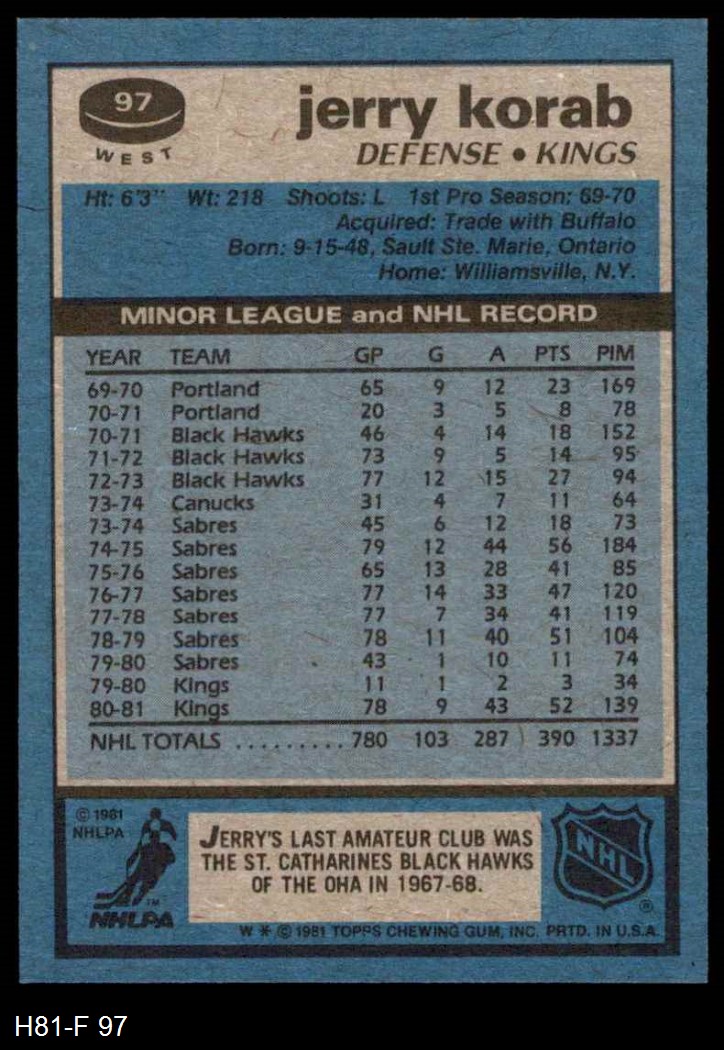 97
WEST
jerry korab
DEFENSE • KINGS
Ht: 6'3" Wt: 218 Shoots: L 1st Pro Season: 69-70
Acquired: Trade with Buffalo
Born: 9-15-48, Sault Ste. Marie, Ontario
Home: Williamsville, N.Y.
MINOR LEAGUE and NHL RECORD
YEAR TEAM GP G A PTS PIM
69-70 Portland 65 9 12 23 169
70-71 Portland 20 3 5 8 78
70-71 Black Hawks 46 4 14 18 152
71-72 Black Hawks 73 9 5 14 95
72-73 Black Hawks 77 12 15 27 94
73-74 Canucks 31 4 7 11 64
73-74 Sabres 45 6 12 18 73
74-75 Sabres 79 12 44 56 184
75-76 Sabres 65 13 28 41 85
76-77 Sabres 77 14 33 47 120
77-78 Sabres 77 7 34 41 119
78-79 Sabres 78 11 40 51 104
79-80 Sabres 43 1 10 11 74
79-80 Kings 11 1 2 3 34
80-81 Kings 78 9 43 52 139
NHL TOTALS ......... 780 103 287 390 1337
© 1981
NHLPA
TM
NHLPA
JERRY'S LAST AMATEUR CLUB WAS
THE ST. CATHARINES BLACK HAWKS
OF THE OHA IN 1967-68.
NHL
®
W * © 1981 TOPPS CHEWING GUM, INC. PRTD. IN U.S.A.
H81-F 97